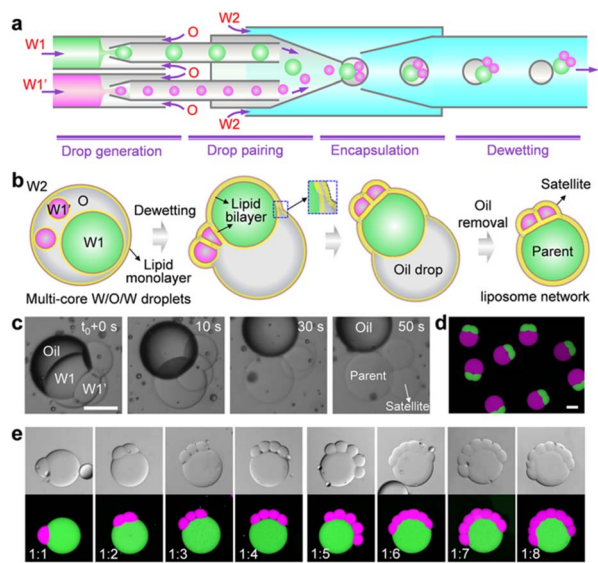 a
W2
O
W1
O
W1'
O
W2
Drop generation
Drop pairing
Encapsulation
Dewetting
b
W2
O
W1'
W1
Lipid
monolayer
Multi-core W/O/W droplets
Dewetting
Lipid
bilayer
Oil drop
Oil
removal
Satellite
Parent
liposome network
c
t0+0 s
Oil
W1
W1'
10 s
30 s
Oil
50 s
Parent
Satellite
d
e
1:1
1:2
1:3
1:4
1:5
1:6
1:7
1:8